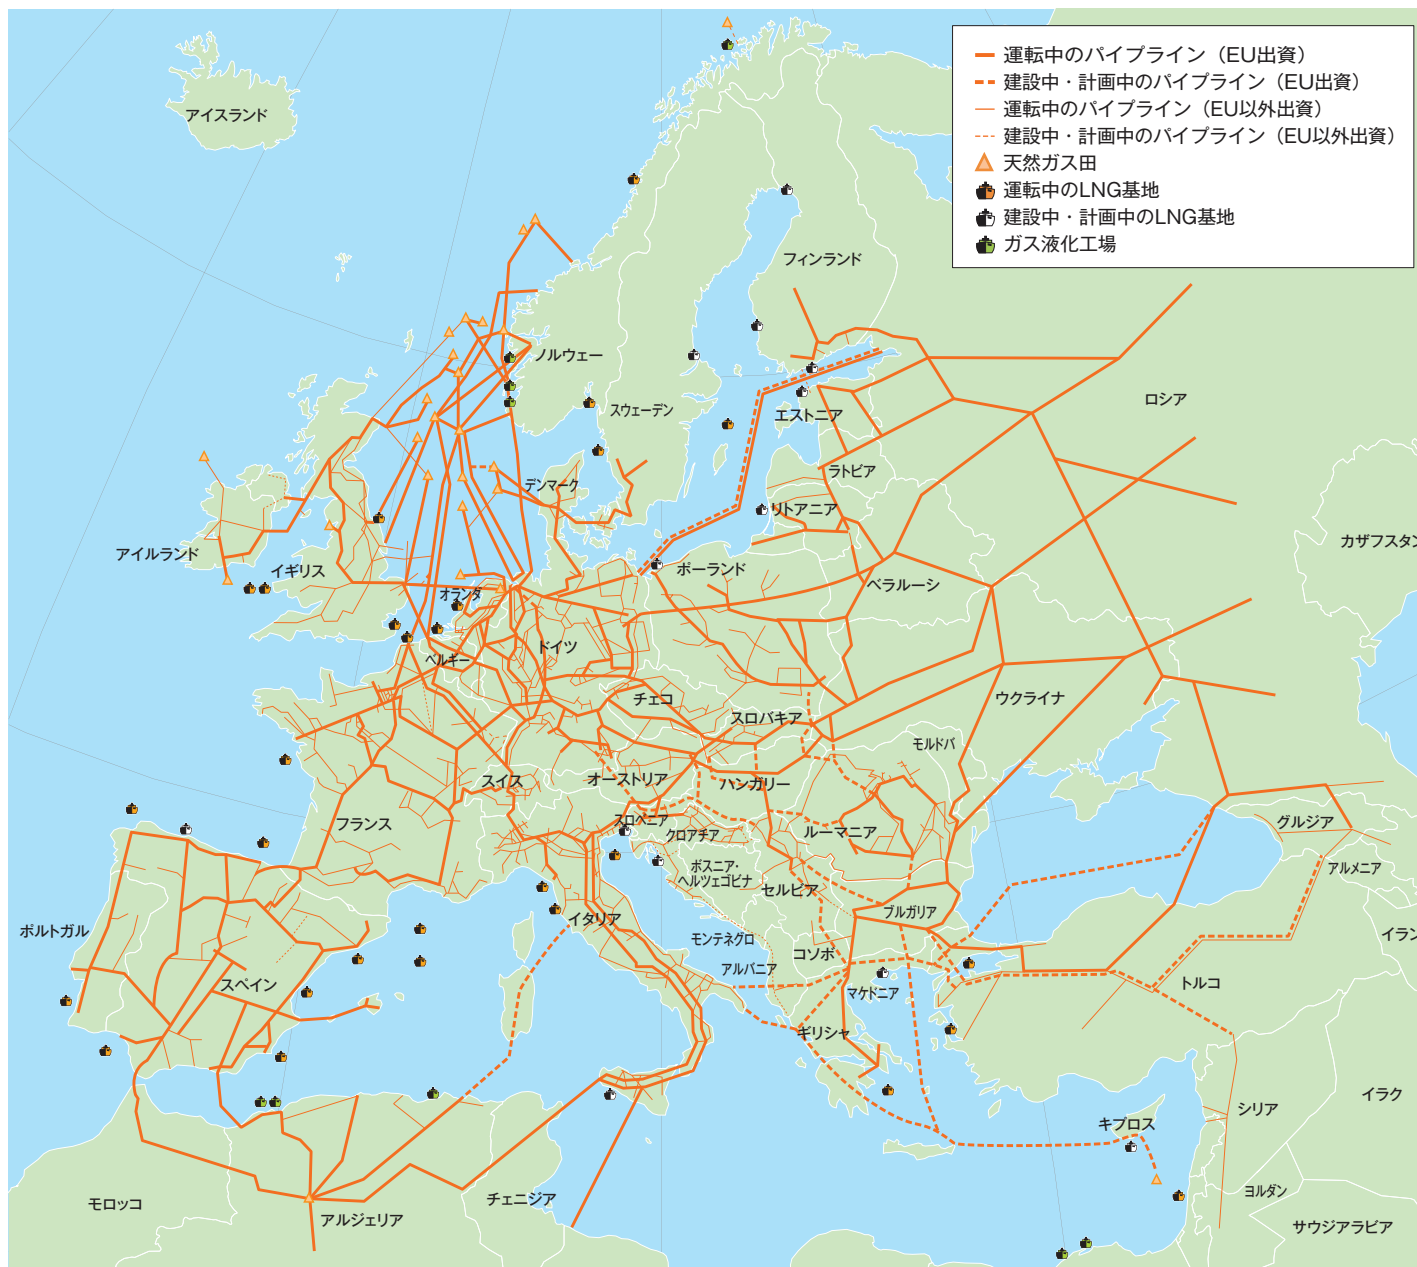 運転中のパイプライン（EU出資）
建設中・計画中のパイプライン（EU出資）
運転中のパイプライン（EU以外出資）
建設中・計画中のパイプライン（EU以外出資）
天然ガス田
運転中のLNG基地
建設中・計画中のLNG基地
ガス液化工場
アイスランド
フィンランド
ノルウェー
スウェーデン
エストニア
ロシア
ラトビア
デンマーク
リトアニア
アイルランド
イギリス
カザフスタン
ポーランド
ベラルーシ
オランダ
ドイツ
ベルギー
チェコ
スロバキア
ウクライナ
モルドバ
スイス
オーストリア
ハンガリー
フランス
スロベニア
クロアチア
ルーマニア
グルジア
ボスニア・
ヘルツェゴビナ
セルビア
アルメニア
ポルトガル
イタリア
ブルガリア
イラン
モンテネグロ
コソボ
アルバニア
スペイン
マケドニア
トルコ
ギリシャ
キプロス
シリア
イラク
モロッコ
チェニジア
アルジェリア
ヨルダン
サウジアラビア